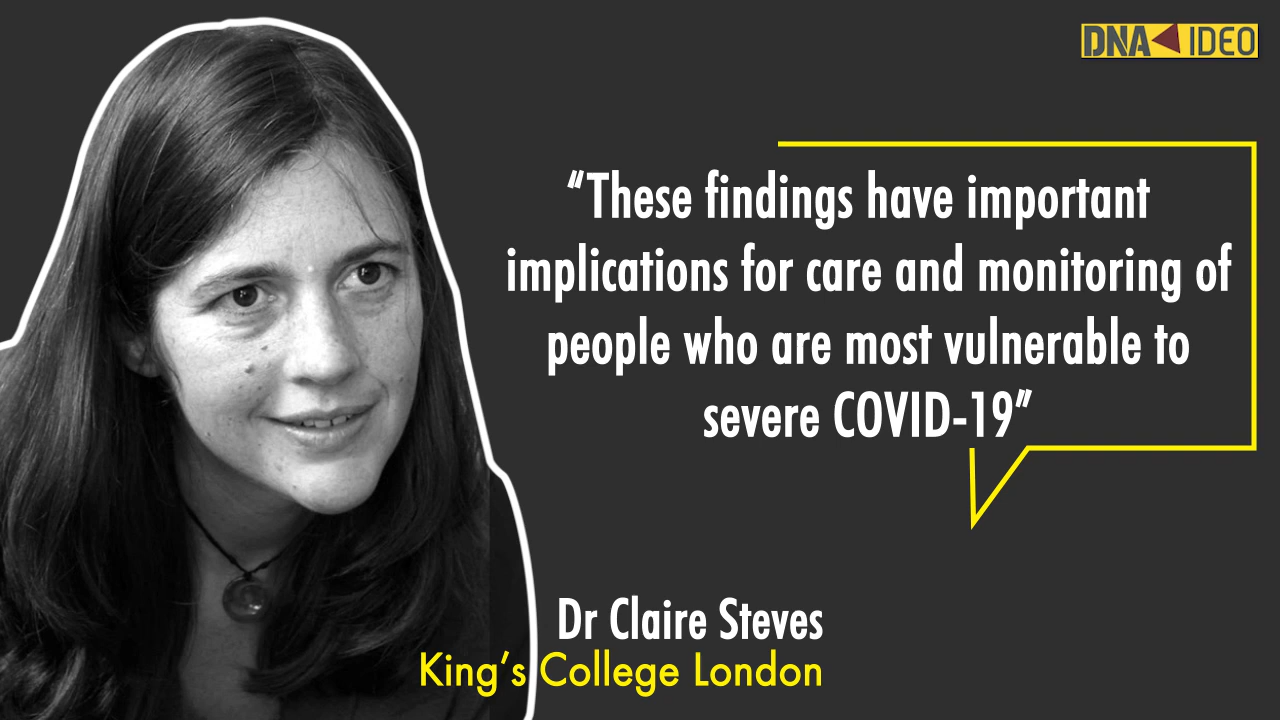 DNA IDEO
“These findings have important
implications for care and monitoring of
people who are most vulnerable to
severe COVID-19”
Dr Claire Steves
King’s College London